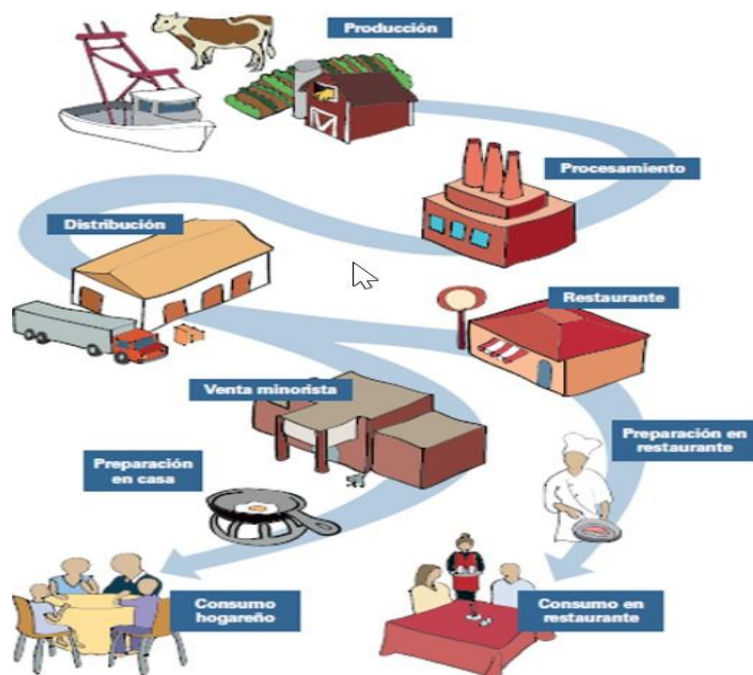 Producción
Procesamiento
Distribución
Restaurante
Venta minorista
Preparación en
restaurante
Preparación
en casa
Consumo
hogareño
Consumo en
restaurante